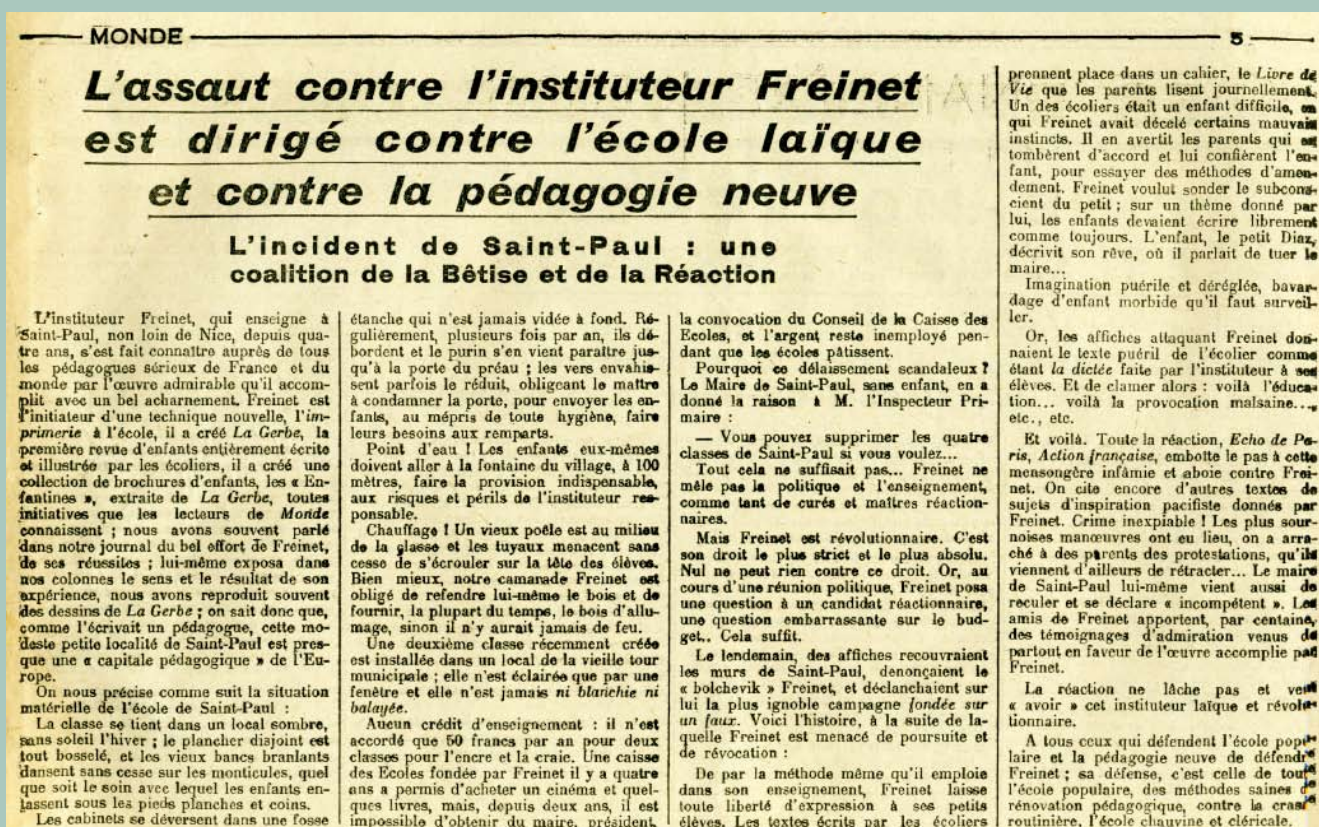 MONDE
5
L'assaut contre l'instituteur Freinet
est dirigé contre l'école laïque
et contre la pédagogie neuve
L'incident de Saint-Paul : une
coalition de la Bêtise et de la Réaction
L'instituteur Freinet, qui enseigne à
Saint-Paul, non loin de Nice, depuis qua-
tre ans, s'est fait connaître auprès de tous
les pédagogues sérieux de France et du
monde par l'œuvre admirable qu'il accom-
plit avec un bel acharnement. Freinet est
l'initiateur d'une technique nouvelle, l'im-
primerie à l'école, il a créé La Gerbe, la
première revue d'enfants entièrement écrite
et illustrée par les écoliers, il a créé une
collection de brochures d'enfants, les « En-
fantines », extraite de La Gerbe, toutes
initiatives que les lecteurs de Monde
connaissent ; nous avons souvent parlé
dans notre journal du bel effort de Freinet,
de ses réussites ; lui-même exposa dans
nos colonnes le sens et le résultat de son
expérience, nous avons reproduit souvent
des dessins de La Gerbe ; on sait donc que,
comme l'écrivait un pédagogue, cette mo-
deste petite localité de Saint-Paul est pres-
que une « capitale pédagogique » de l'Eu-
rope.
On nous précise comme suit la situation
matérielle de l'école de Saint-Paul :
La classe se tient dans un local sombre,
sans soleil l'hiver ; le plancher disjoint est
tout bosselé, et les vieux bancs branlants
dansent sans cesse sur les monticules, quel
que soit le soin avec lequel les enfants en-
tassent sous les pieds planches et coins.
Les cabinets se déversent dans une fosse
étanche qui n'est jamais vidée à fond. Ré-
gulièrement, plusieurs fois par an, ils dé-
bordent et le purin s'en vient paraître jus-
qu'à la porte du préau ; les vers envahis-
sent parfois le réduit, obligeant le maître
à condamner la porte, pour envoyer les en-
fants, au mépris de toute hygiène, faire
leurs besoins aux remparts.
Point d'eau ! Les enfants eux-mêmes
doivent aller à la fontaine du village, à 100
mètres, faire la provision indispensable,
aux risques et périls de l'instituteur res-
ponsable.
Chauffage ! Un vieux poêle est au milieu
de la glasse et les tuyaux menacent sans
cesse de s'écrouler sur la tête des élèves.
Bien mieux, notre camarade Freinet est
obligé de refendre lui-même le bois et de
fournir, la plupart du temps, le bois d'allu-
mage, sinon il n'y aurait jamais de feu.
Une deuxième classe récemment créée
est installée dans un local de la vieille tour
municipale ; elle n'est éclairée que par une
fenêtre et elle n'est jamais ni blanchie ni
balayée.
Aucun crédit d'enseignement : il n'est
accordé que 50 francs par an pour deux
classes pour l'encre et la craie. Une caisse
des Ecoles fondée par Freinet il y a quatre
ans a permis d'acheter un cinéma et quel-
ques livres, mais, depuis deux ans, il est
impossible d'obtenir du maire, président,
la convocation du Conseil de la Caisse des
Ecoles, et l'argent reste inemployé pen-
dant que les écoles pâtissent.
Pourquoi ce délaissement scandaleux ?
Le Maire de Saint-Paul, sans enfant, en a
donné la raison à M. l'Inspecteur Pri-
maire :
— Vous pouvez supprimer les quatre
classes de Saint-Paul si vous voulez...
Tout cela ne suffisait pas... Freinet ne
mêle pas la politique et l'enseignement,
comme tant de curés et maîtres réaction-
naires.
Mais Freinet est révolutionnaire. C'est
son droit le plus strict et le plus absolu.
Nul ne peut rien contre ce droit. Or, au
cours d'une réunion politique, Freinet posa
une question à un candidat réactionnaire,
une question embarrassante sur le bud-
get.. Cela suffit.
Le lendemain, des affiches recouvraient
les murs de Saint-Paul, dénonçaient le
« bolchevik » Freinet, et déclanchaient sur
lui la plus ignoble campagne fondée sur
un faux. Voici l'histoire, à la suite de la-
quelle Freinet est menacé de poursuite et
de révocation :
De par la méthode même qu'il emploie
dans son enseignement, Freinet laisse
toute liberté d'expression à ses petits
élèves. Les textes écrits par les écoliers
prennent place dans un cahier, le Livre de
Vie que les parents lisent journellement.
Un des écoliers était un enfant difficile, en
qui Freinet avait décelé certains mauvais
instincts. Il en avertit les parents qui en
tombèrent d'accord et lui confièrent l'en-
fant, pour essayer des méthodes d'amen-
dement. Freinet voulut sonder le subcons-
cient du petit ; sur un thème donné par
lui, les enfants devaient écrire librement
comme toujours. L'enfant, le petit Diaz,
décrivit son rêve, où il parlait de tuer le
maire...
Imagination puérile et déréglée, bavar-
dage d'enfant morbide qu'il faut surveil-
ler.
Or, les affiches attaquant Freinet don-
naient le texte puéril de l'écolier comme
étant la dictée faite par l'instituteur à ses
élèves. Et de clamer alors : voilà l'éduca-
tion... voilà la provocation malsaine...,
etc., etc.
Et voilà. Toute la réaction, Echo de Pa-
ris, Action française, emboîte le pas à cette
mensongère infâmie et aboie contre Frei-
net. On cite encore d'autres textes de
sujets d'inspiration pacifiste donnés par
Freinet. Crime inexpiable ! Les plus sour-
noises manœuvres ont eu lieu, on a arra-
ché à des parents des protestations, qu'ils
viennent d'ailleurs de rétracter... Le maire
de Saint-Paul lui-même vient aussi de
reculer et se déclare « incompétent ». Les
amis de Freinet apportent, par centaine,
des témoignages d'admiration venus de
partout en faveur de l'œuvre accomplie par
Freinet.
La réaction ne lâche pas et veut
« avoir » cet instituteur laïque et révolu-
tionnaire.
A tous ceux qui défendent l'école popu-
laire et la pédagogie neuve de défendre
Freinet ; sa défense, c'est celle de toute
l'école populaire, des méthodes saines de
rénovation pédagogique, contre la crasse
routinière, l'école chauvine et cléricale.